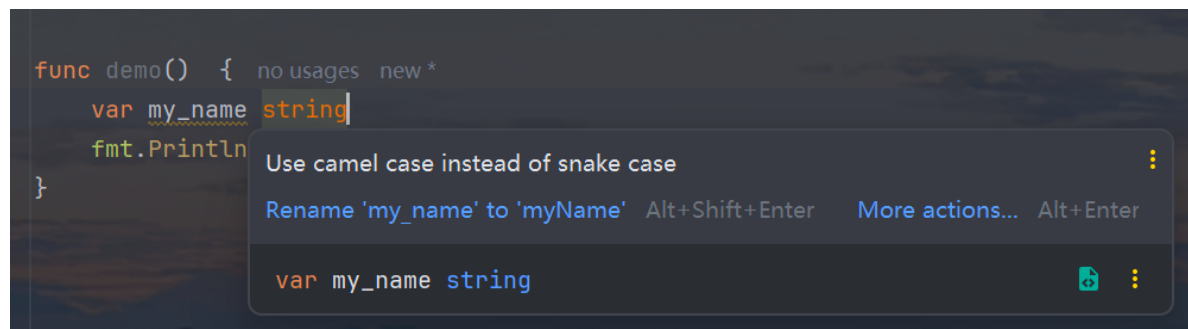 func demo() { no usages new *
var my_name string
fmt.Println
}
Use camel case instead of snake case
Rename 'my_name' to 'myName' Alt+Shift+Enter More actions... Alt+Enter
var my_name string